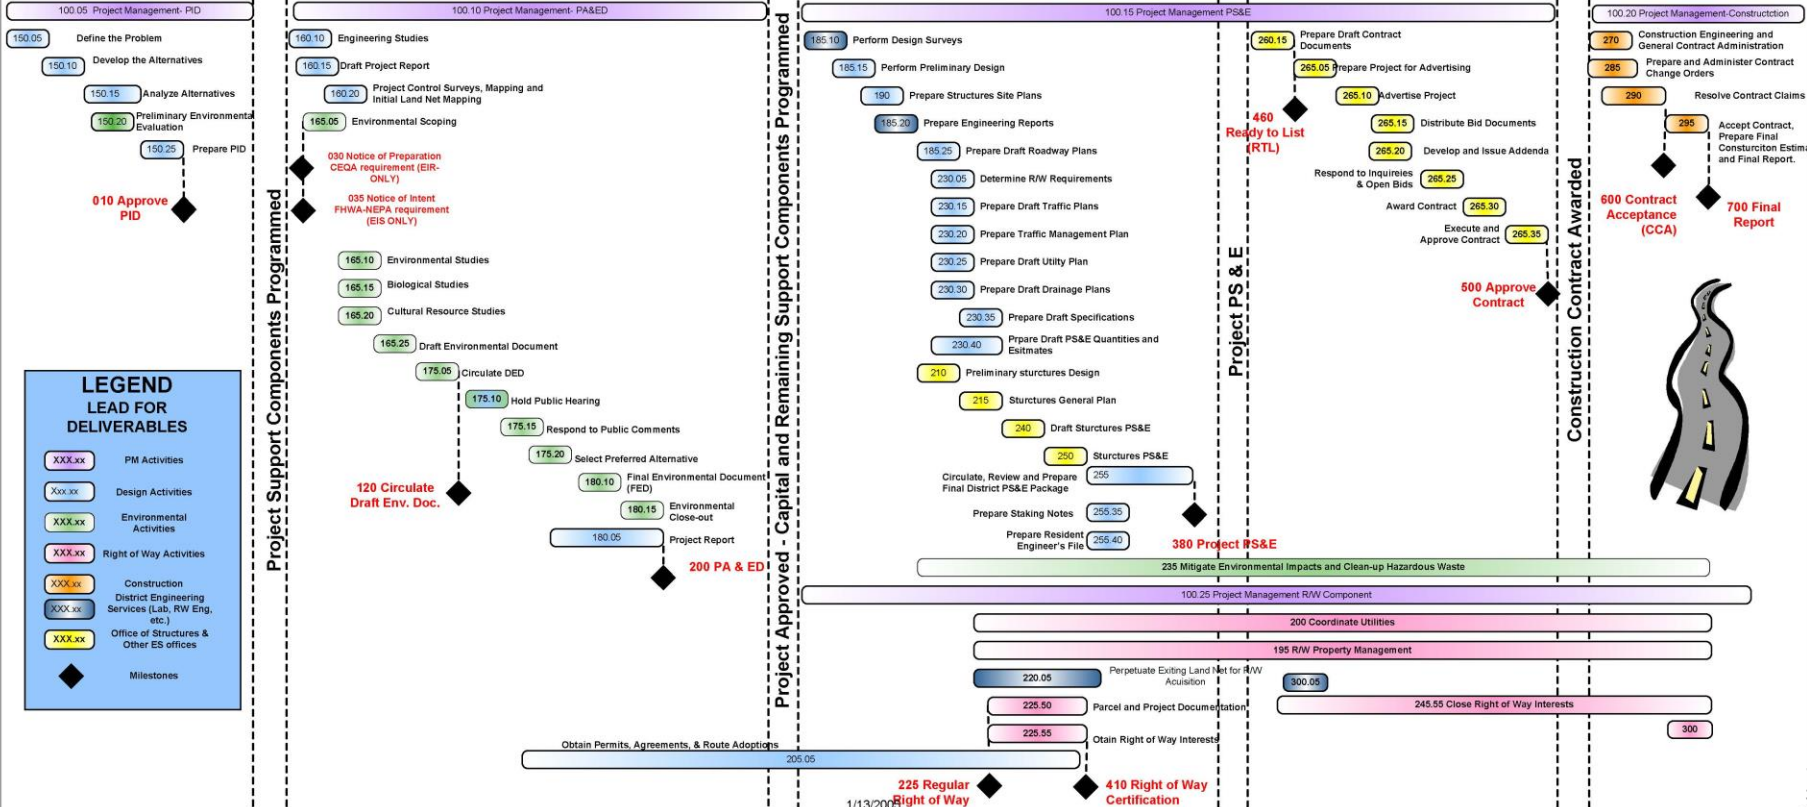 100.05 Project Management- PID
150.05 Define the Problem
150.10 Develop the Alternatives
150.15 Analyze Alternatives
150.20 Preliminary Environmental
Evaluation
150.25 Prepare PID
010 Approve
PID
LEGEND
LEAD FOR
DELIVERABLES
XXX.xx PM Activities
Xxx.xx Design Activities
XXX.xx Environmental
Activities
XXX.xx Right of Way Activities
XXX.xx Construction
XXX.xx District Engineering
Services (Lab, RW Eng,
etc.)
XXX.xx Office of Structures &
Other ES offices
Milestones
Project Support Components Programmed
100.10 Project Management- PA&ED
160.10 Engineering Studies
160.15 Draft Project Report
160.20 Project Control Surveys, Mapping and
Initial Land Net Mapping
165.05 Environmental Scoping
030 Notice of Preparation
CEQA requirement (EIR-
ONLY)
035 Notice of Intent
FHWA-NEPA requirement
(EIS ONLY)
165.10 Environmental Studies
165.15 Biological Studies
165.20 Cultural Resource Studies
165.25 Draft Environmental Document
175.05 Circulate DED
175.10 Hold Public Hearing
175.15 Respond to Public Comments
175.20 Select Preferred Alternative
120 Circulate
Draft Env. Doc.
180.10 Final Environmental Document
(FED)
180.15 Environmental
Close-out
180.05 Project Report
200 PA & ED
Obtain Permits, Agreements, & Route Adoptions
205.05
Project Approved - Capital and Remaining Support Components Programmed
100.15 Project Management PS&E
185.10 Perform Design Surveys
185.15 Perform Preliminary Design
190 Prepare Structures Site Plans
185.20 Prepare Engineering Reports
185.25 Prepare Draft Roadway Plans
230.05 Determine R/W Requirements
230.15 Prepare Draft Traffic Plans
230.20 Prepare Traffic Management Plan
230.25 Prepare Draft Utilty Plan
230.30 Prepare Draft Drainage Plans
230.35 Prepare Draft Specifications
230.40 Prpare Draft PS&E Quantities and
Esitmates
210 Preliminary sturctures Design
215 Sturctures General Plan
240 Draft Sturctures PS&E
250 Sturctures PS&E
Circulate, Review and Prepare
Final District PS&E Package
255
Prepare Staking Notes 255.35
Prepare Resident
Engineer's File
255.40
380 Project PS&E
Project PS & E
260.15 Prepare Draft Contract
Documents
265.05 Prepare Project for Advertising
265.10 Advertise Project
265.15 Distribute Bid Documents
265.20 Develop and Issue Addenda
460
Ready to List
(RTL)
Respond to Inquireies
& Open Bids
265.25
Award Contract 265.30
Execute and
Approve Contract
265.35
500 Approve
Contract
Construction Contract Awarded
100.20 Project Management-Constructction
270 Construction Engineering and
General Contract Administration
285 Prepare and Administer Contract
Change Orders
290 Resolve Contract Claims
295 Accept Contract,
Prepare Final
Consturciton Estima
and Final Report.
600 Contract
Acceptance
(CCA)
700 Final
Report
235 Mitigate Environmental Impacts and Clean-up Hazardous Waste
100.25 Project Management R/W Component
200 Coordinate Utilities
195 R/W Property Management
220.05 Perpetuate Exiting Land Net for R/W
Acuisition
300.05
225.50 Parcel and Project Documentation
245.55 Close Right of Way Interests
225.55 Otain Right of Way Interests
300
225 Regular
Right of Way
410 Right of Way
Certification